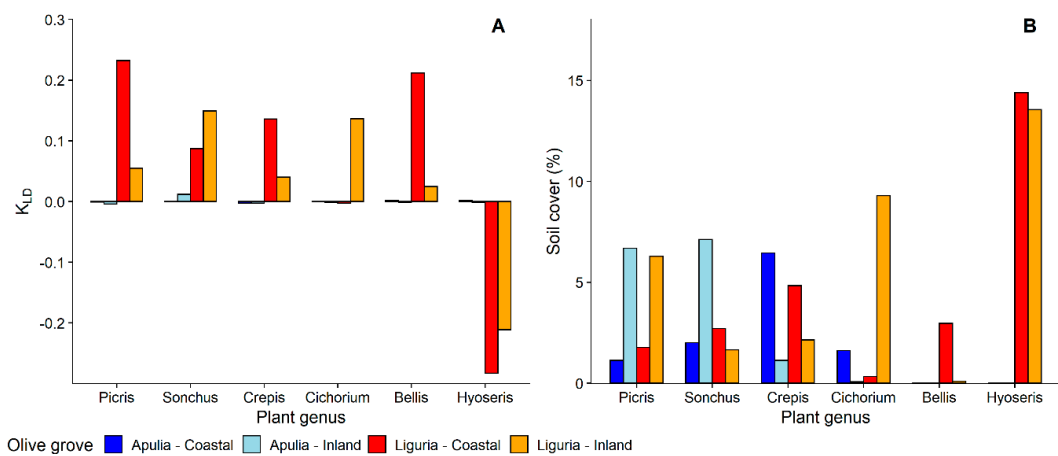 A
0.3
0.2
0.1
0.0
-0.1
-0.2
KLD
Picris Sonchus Crepis Cichorium Bellis Hyoseris
Plant genus
B
15
10
5
0
Soil cover (%)
Picris Sonchus Crepis Cichorium Bellis Hyoseris
Plant genus
Olive grove Apulia - Coastal Apulia - Inland Liguria - Coastal Liguria - Inland